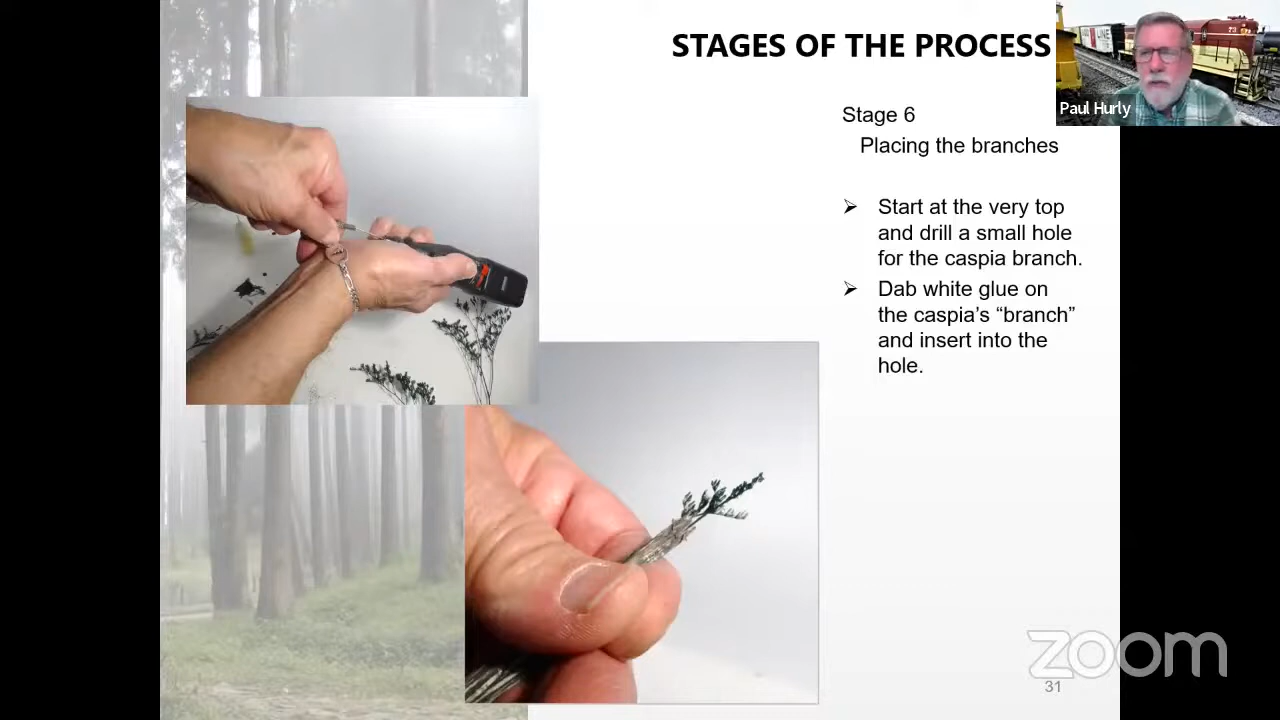 STAGES OF THE PROCESS
LINE
73
Paul Hurly
Stage 6
Placing the branches
Start at the very top
and drill a small hole
for the caspia branch.
Dab white glue on
the caspia’s “branch”
and insert into the
hole.
zoom
31